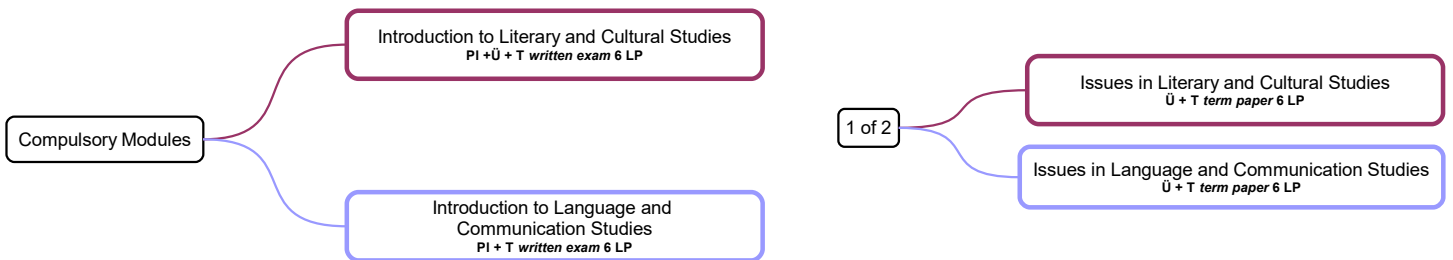 Compulsory Modules
Introduction to Literary and Cultural Studies
PI +Ü + T written exam 6 LP
Introduction to Language and
Communication Studies
PI + T written exam 6 LP
1 of 2
Issues in Literary and Cultural Studies
Ü + T term paper 6 LP
Issues in Language and Communication Studies
Ü + T term paper 6 LP